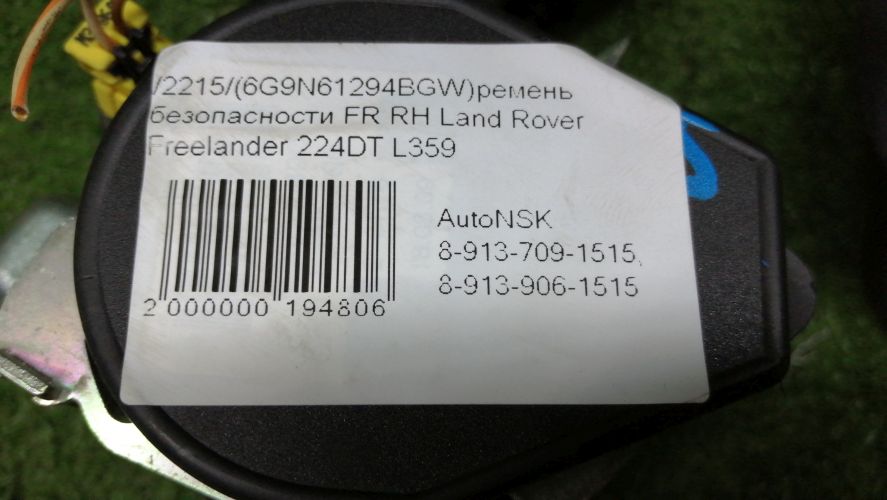 /2215/(6G9N61294BGW)ремень
безопасности FR RH Land Rover
Freelander 224DT L359
AutoNSK
8-913-709-1515,
8-913-906-1515
2 000000 194806